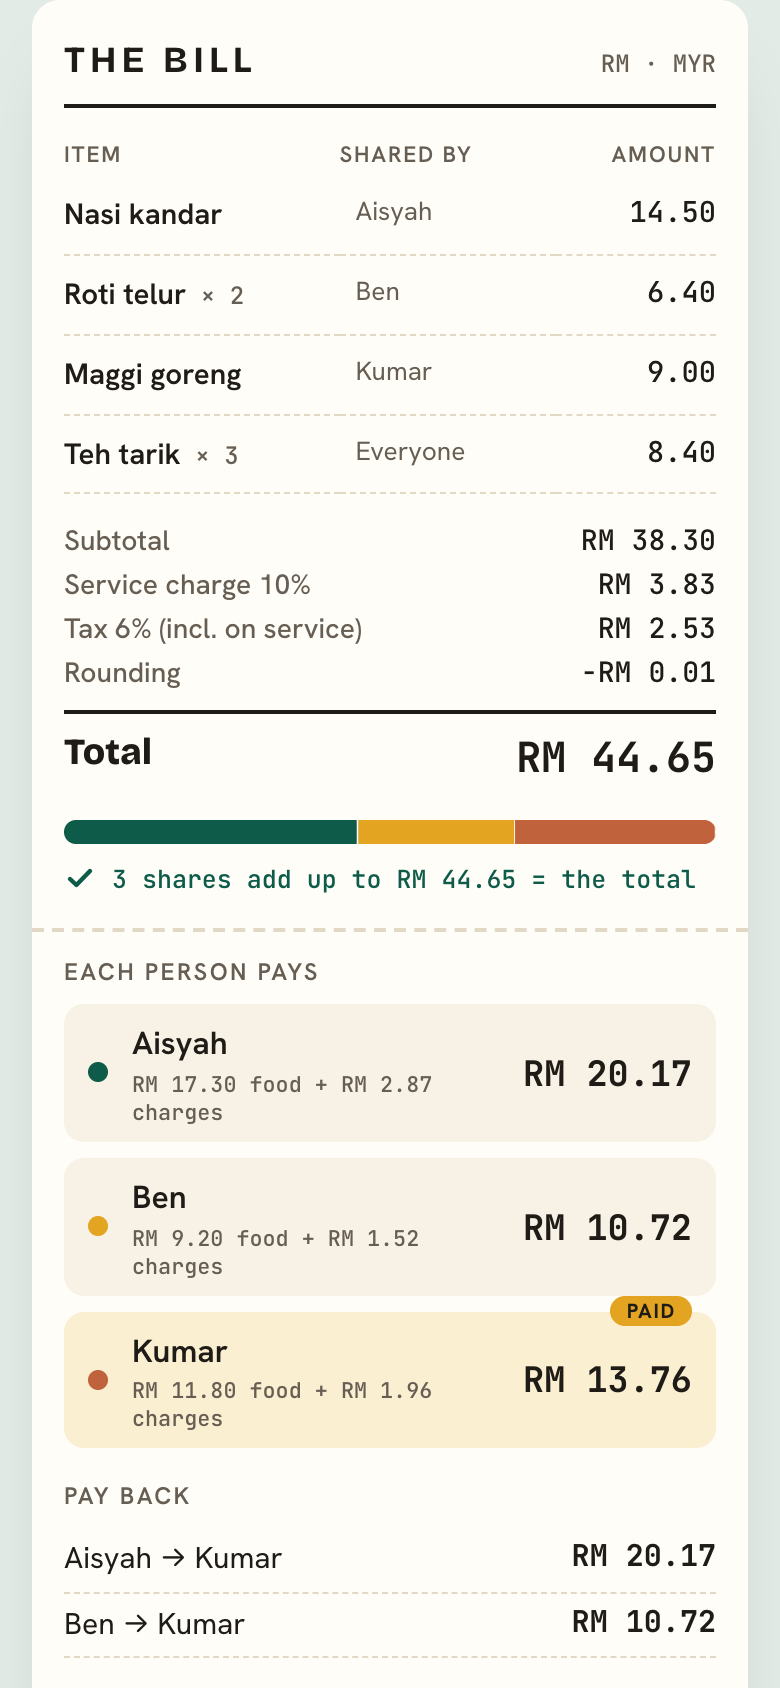 THE BILL RM · MYR
ITEM SHARED BY AMOUNT
Nasi kandar Aisyah 14.50
Roti telur × 2 Ben 6.40
Maggi goreng Kumar 9.00
Teh tarik × 3 Everyone 8.40
Subtotal RM 38.30
Service charge 10% RM 3.83
Tax 6% (incl. on service) RM 2.53
Rounding -RM 0.01
Total RM 44.65
3 shares add up to RM 44.65 = the total
EACH PERSON PAYS
Aisyah
RM 17.30 food + RM 2.87
charges
RM 20.17
Ben
RM 9.20 food + RM 1.52
charges
RM 10.72
PAID
Kumar
RM 11.80 food + RM 1.96
charges
RM 13.76
PAY BACK
Aisyah → Kumar RM 20.17
Ben → Kumar RM 10.72